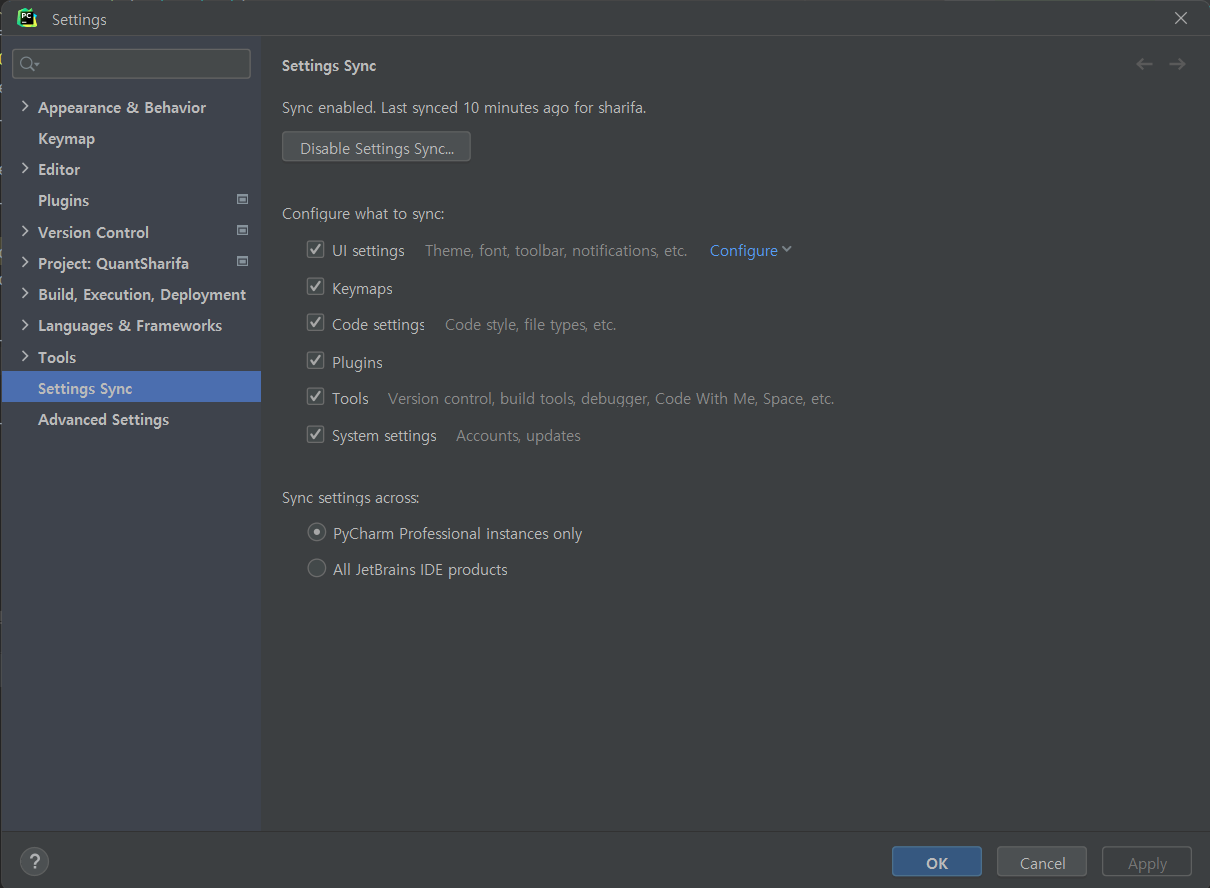 PC
Settings
Appearance & Behavior
Keymap
Editor
Plugins
Version Control
Project: QuantSharifa
Build, Execution, Deployment
Languages & Frameworks
Tools
Settings Sync
Advanced Settings
Settings Sync
Sync enabled. Last synced 10 minutes ago for sharifa.
Disable Settings Sync...
Configure what to sync:
UI settings Theme, font, toolbar, notifications, etc. Configure
Keymaps
Code settings Code style, file types, etc.
Plugins
Tools Version control, build tools, debugger, Code With Me, Space, etc.
System settings Accounts, updates
Sync settings across:
PyCharm Professional instances only
All JetBrains IDE products
?
OK Cancel Apply